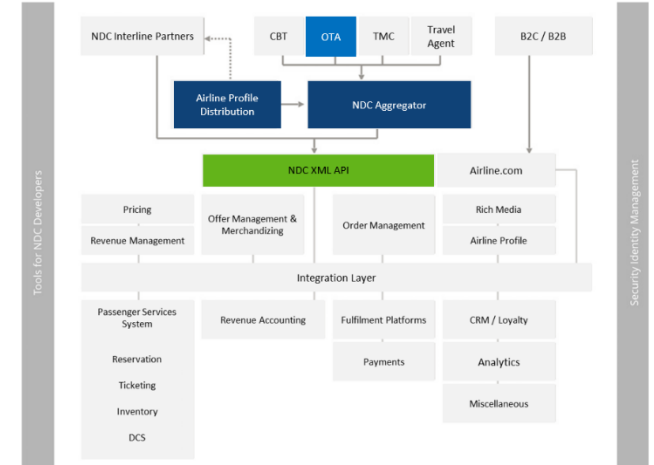 NDC Interline Partners
CBT
OTA
TMC
Travel
Agent
B2C / B2B
Airline Profile
Distribution
NDC Aggregator
NDC XML API
Airline.com
Pricing
Offer Management &
Merchandizing
Order Management
Rich Media
Revenue Management
Airline Profile
Integration Layer
Passenger Services
System
Revenue Accounting
Fulfilment Platforms
CRM / Loyalty
Reservation
Payments
Analytics
Ticketing
Miscellaneous
Inventory
DCS
Tools for NDC Developers
Security Identity Management